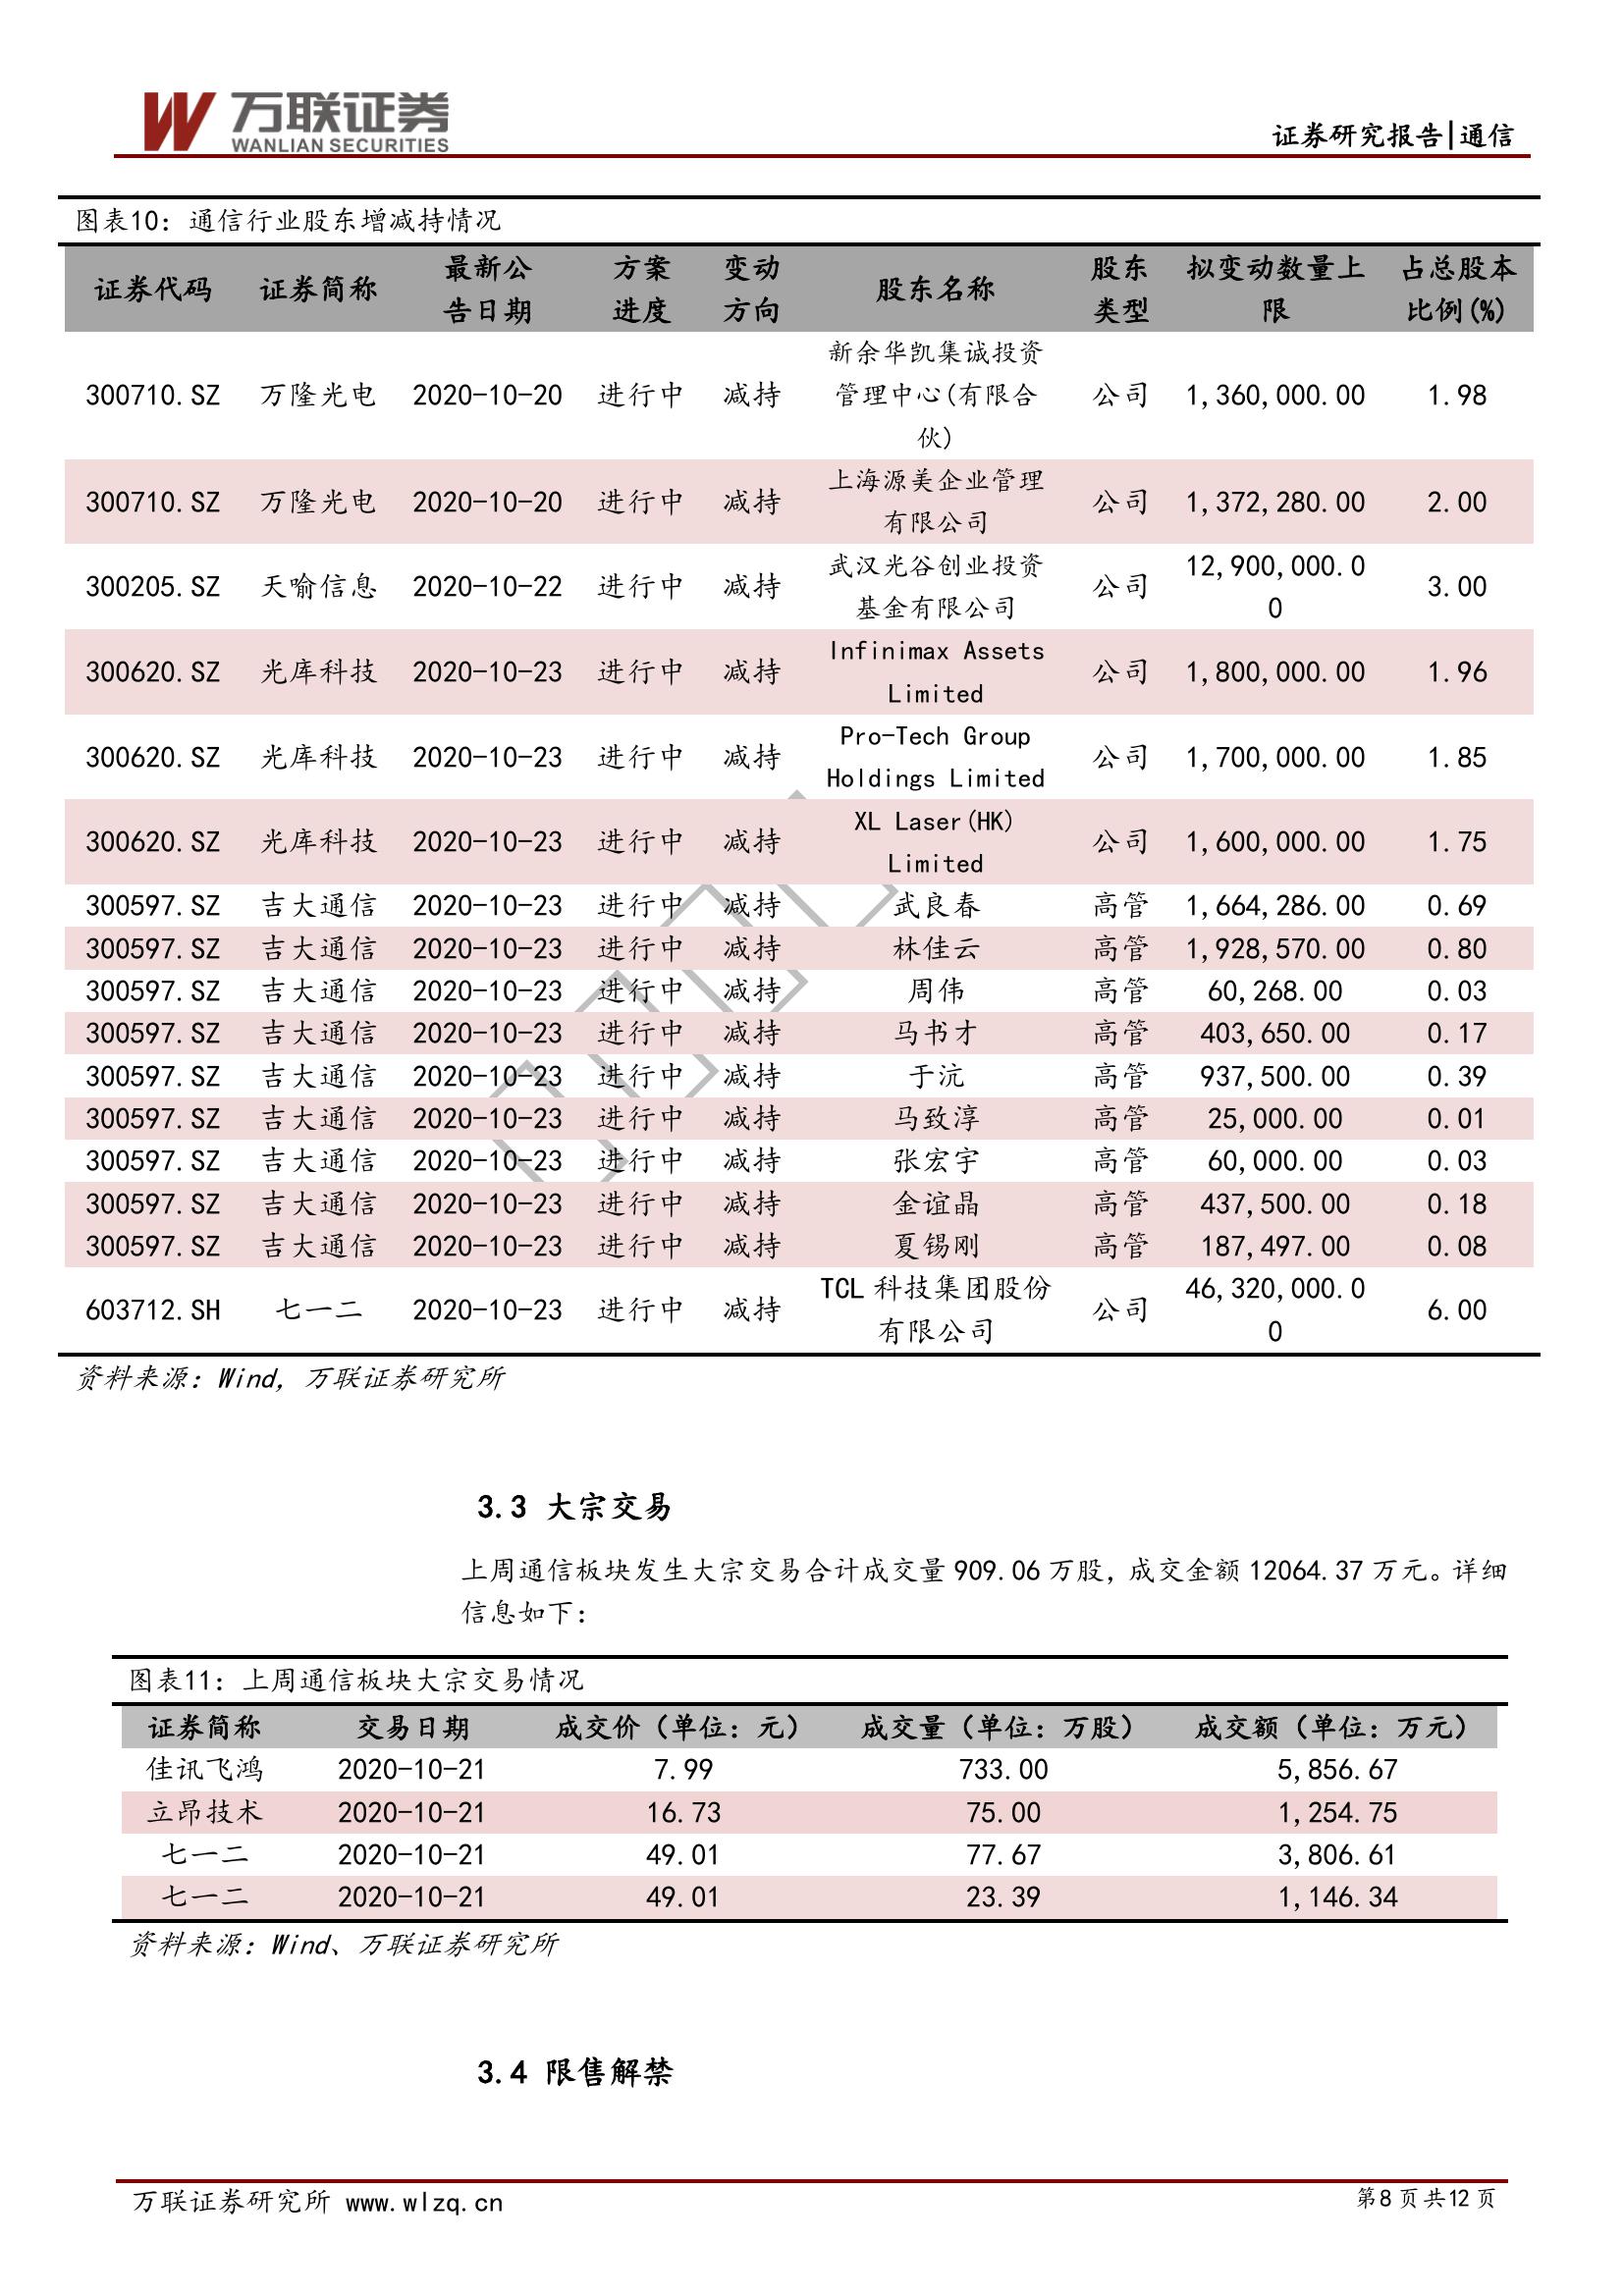 万联证券
WANLIAN SECURITIES
证券研究报告|通信
图表10：通信行业股东增减持情况
证券代码 证券简称 最新公告日期 方案进度 变动方向 股东名称 股东类型 拟变动数量上限 占总股本比例(%)
300710.SZ 万隆光电 2020-10-20 进行中 减持 新余华凯集诚投资管理中心(有限合伙) 公司 1,360,000.00 1.98
300710.SZ 万隆光电 2020-10-20 进行中 减持 上海源美企业管理有限公司 公司 1,372,280.00 2.00
300205.SZ 天喻信息 2020-10-22 进行中 减持 武汉光谷创业投资基金有限公司 公司 12,900,000.00 3.00
300620.SZ 光库科技 2020-10-23 进行中 减持 Infinimax Assets Limited 公司 1,800,000.00 1.96
300620.SZ 光库科技 2020-10-23 进行中 减持 Pro-Tech Group Holdings Limited 公司 1,700,000.00 1.85
300620.SZ 光库科技 2020-10-23 进行中 减持 XL Laser(HK) Limited 公司 1,600,000.00 1.75
300597.SZ 吉大通信 2020-10-23 进行中 减持 武良春 高管 1,664,286.00 0.69
300597.SZ 吉大通信 2020-10-23 进行中 减持 林佳云 高管 1,928,570.00 0.80
300597.SZ 吉大通信 2020-10-23 进行中 减持 周伟 高管 60,268.00 0.03
300597.SZ 吉大通信 2020-10-23 进行中 减持 马书才 高管 403,650.00 0.17
300597.SZ 吉大通信 2020-10-23 进行中 减持 于沆 高管 937,500.00 0.39
300597.SZ 吉大通信 2020-10-23 进行中 减持 马致淳 高管 25,000.00 0.01
300597.SZ 吉大通信 2020-10-23 进行中 减持 张宏宇 高管 60,000.00 0.03
300597.SZ 吉大通信 2020-10-23 进行中 减持 金谊晶 高管 437,500.00 0.18
300597.SZ 吉大通信 2020-10-23 进行中 减持 夏锡刚 高管 187,497.00 0.08
603712.SH 七一二 2020-10-23 进行中 减持 TCL 科技集团股份有限公司 公司 46,320,000.00 6.00
资料来源：Wind，万联证券研究所
3.3 大宗交易
上周通信板块发生大宗交易合计成交量 909.06 万股，成交金额 12064.37 万元。详细
信息如下：
图表11：上周通信板块大宗交易情况
证券简称 交易日期 成交价（单位：元） 成交量（单位：万股） 成交额（单位：万元）
佳讯飞鸿 2020-10-21 7.99 733.00 5,856.67
立昂技术 2020-10-21 16.73 75.00 1,254.75
七一二 2020-10-21 49.01 77.67 3,806.61
七一二 2020-10-21 49.01 23.39 1,146.34
资料来源：Wind、万联证券研究所
3.4 限售解禁
万联证券研究所 www.wlzq.cn
第8页共12页